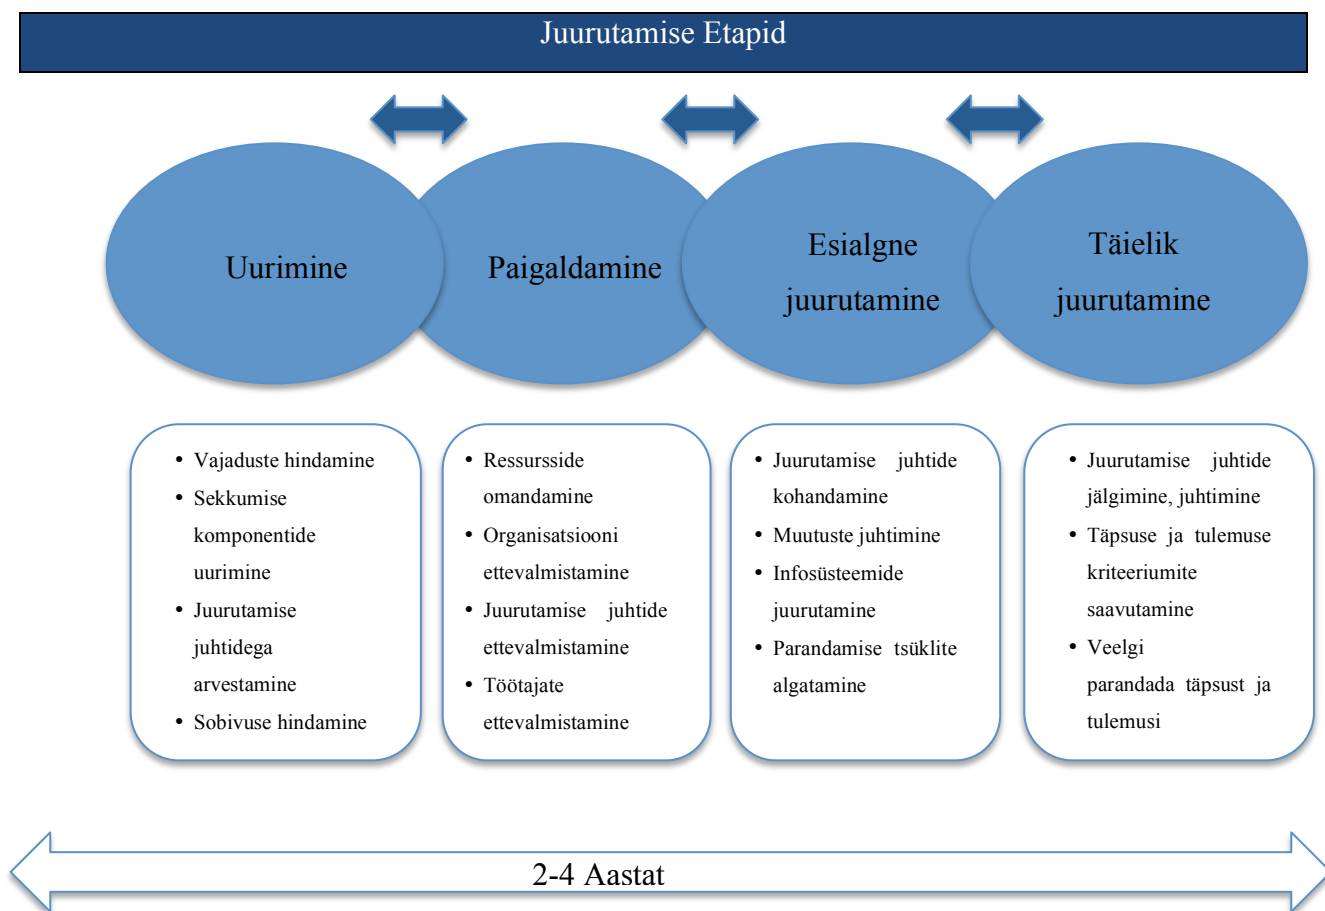 Juurutamise Etapid
Uurimine
Paigaldamine
Esialgne
juurutamine
Täielik
juurutamine
• Vajaduste hindamine
• Sekkumise
komponentide
uurimine
• Juurutamise
juhtidega
arvestamine
• Sobivuse hindamine
• Ressursside
omandamine
• Organisatsiooni
ettevalmistamine
• Juurutamise juhtide
ettevalmistamine
• Töötajate
ettevalmistamine
• Juurutamise juhtide
kohandamine
• Muutuste juhtimine
• Infosüsteemide
juurutamine
• Parandamise tsüklite
algatamine
• Juurutamise juhtide
jälgimine, juhtimine
• Täpsuse ja tulemuse
kriteeriumite
saavutamine
• Veelgi
parandada täpsust ja
tulemusi
2-4 Aastat